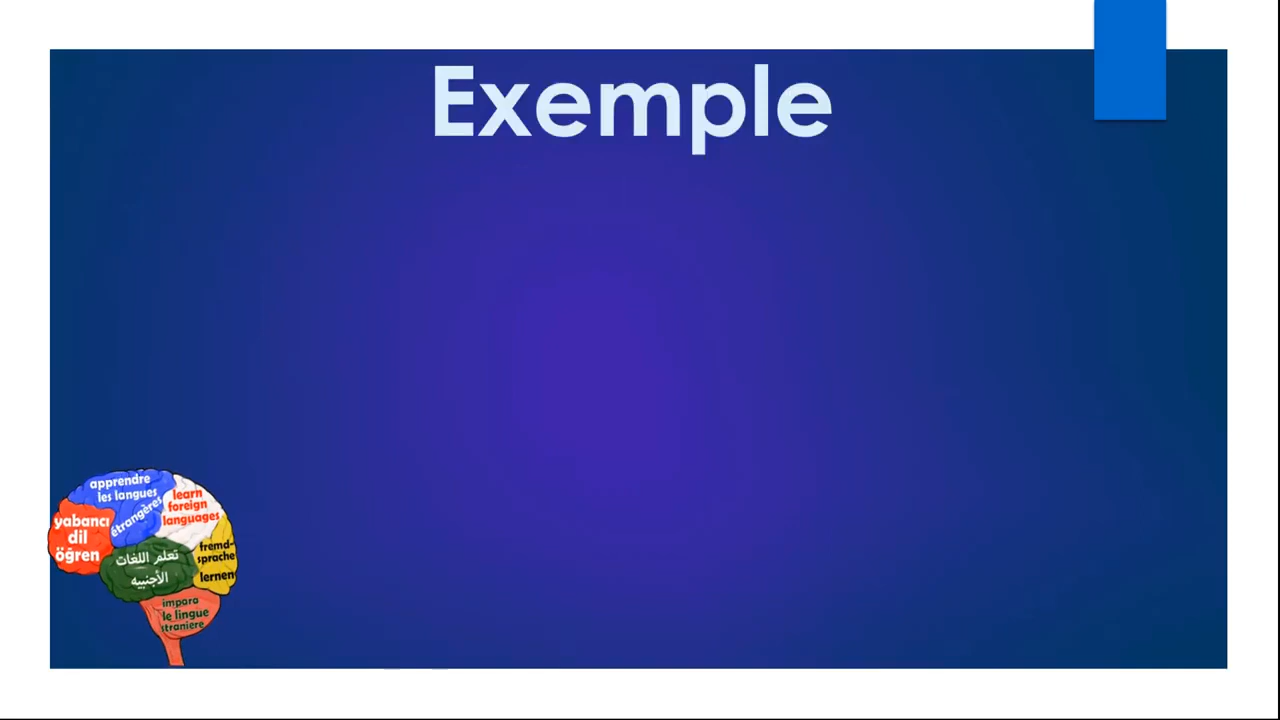 Exemple
apprendre
les langues
étrangères
learn
foreign
languages
yabancı
dil
öğren
تعلم اللغات
الأجنبيه
fremd-
sprache
lernen
impara
le lingue
straniere